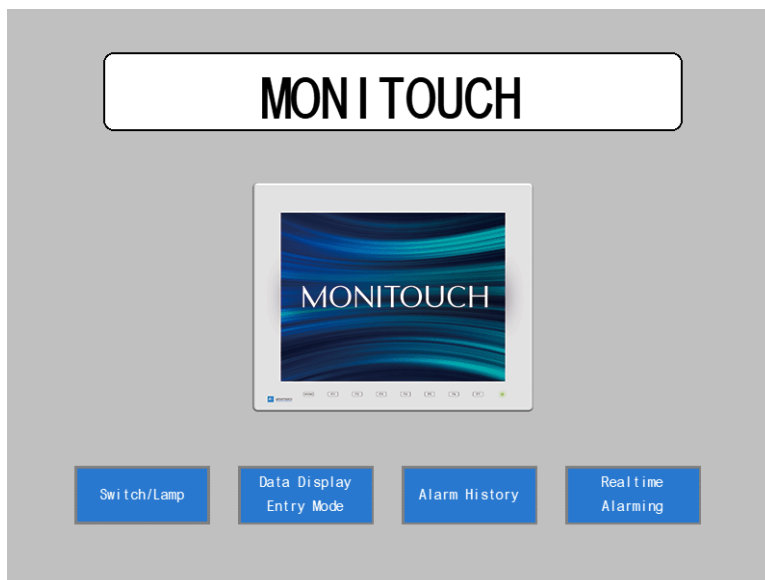 MONITOUCH
MONITOUCH
Switch/Lamp
Data Display
Entry Mode
Alarm History
Realtime
Alarming